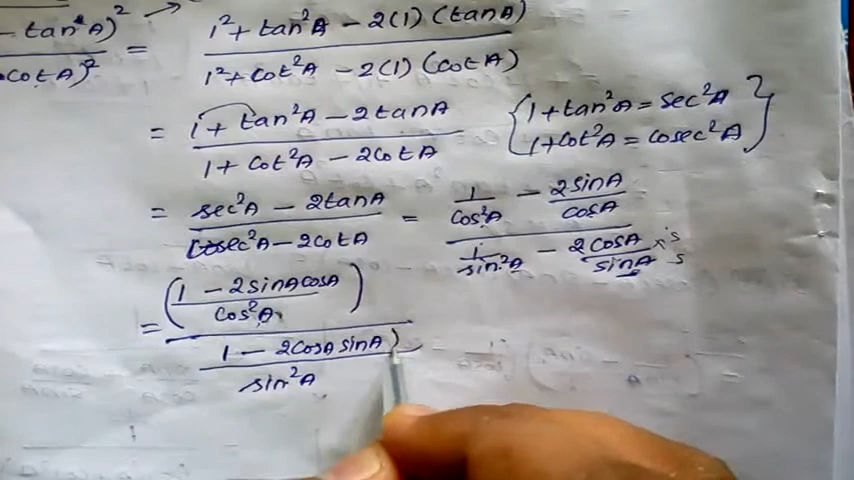 - tan²A)² = 1² + tan²A - 2(1)(tanA)
cotA)² 1² + cot²A - 2(1)(cotA)
= 1 + tan²A - 2tanA {1 + tan²A = sec²A
1 + cot²A - 2cotA 1 + cot²A = cosec²A}
= sec²A - 2tanA = 1/cos²A - 2sinA/cosA
cosec²A - 2cotA 1/sin²A - 2cosA/sinA × s/s
= (1 - 2sinAcosA
cos²A)
1 - 2cosAsinA)
sin²A